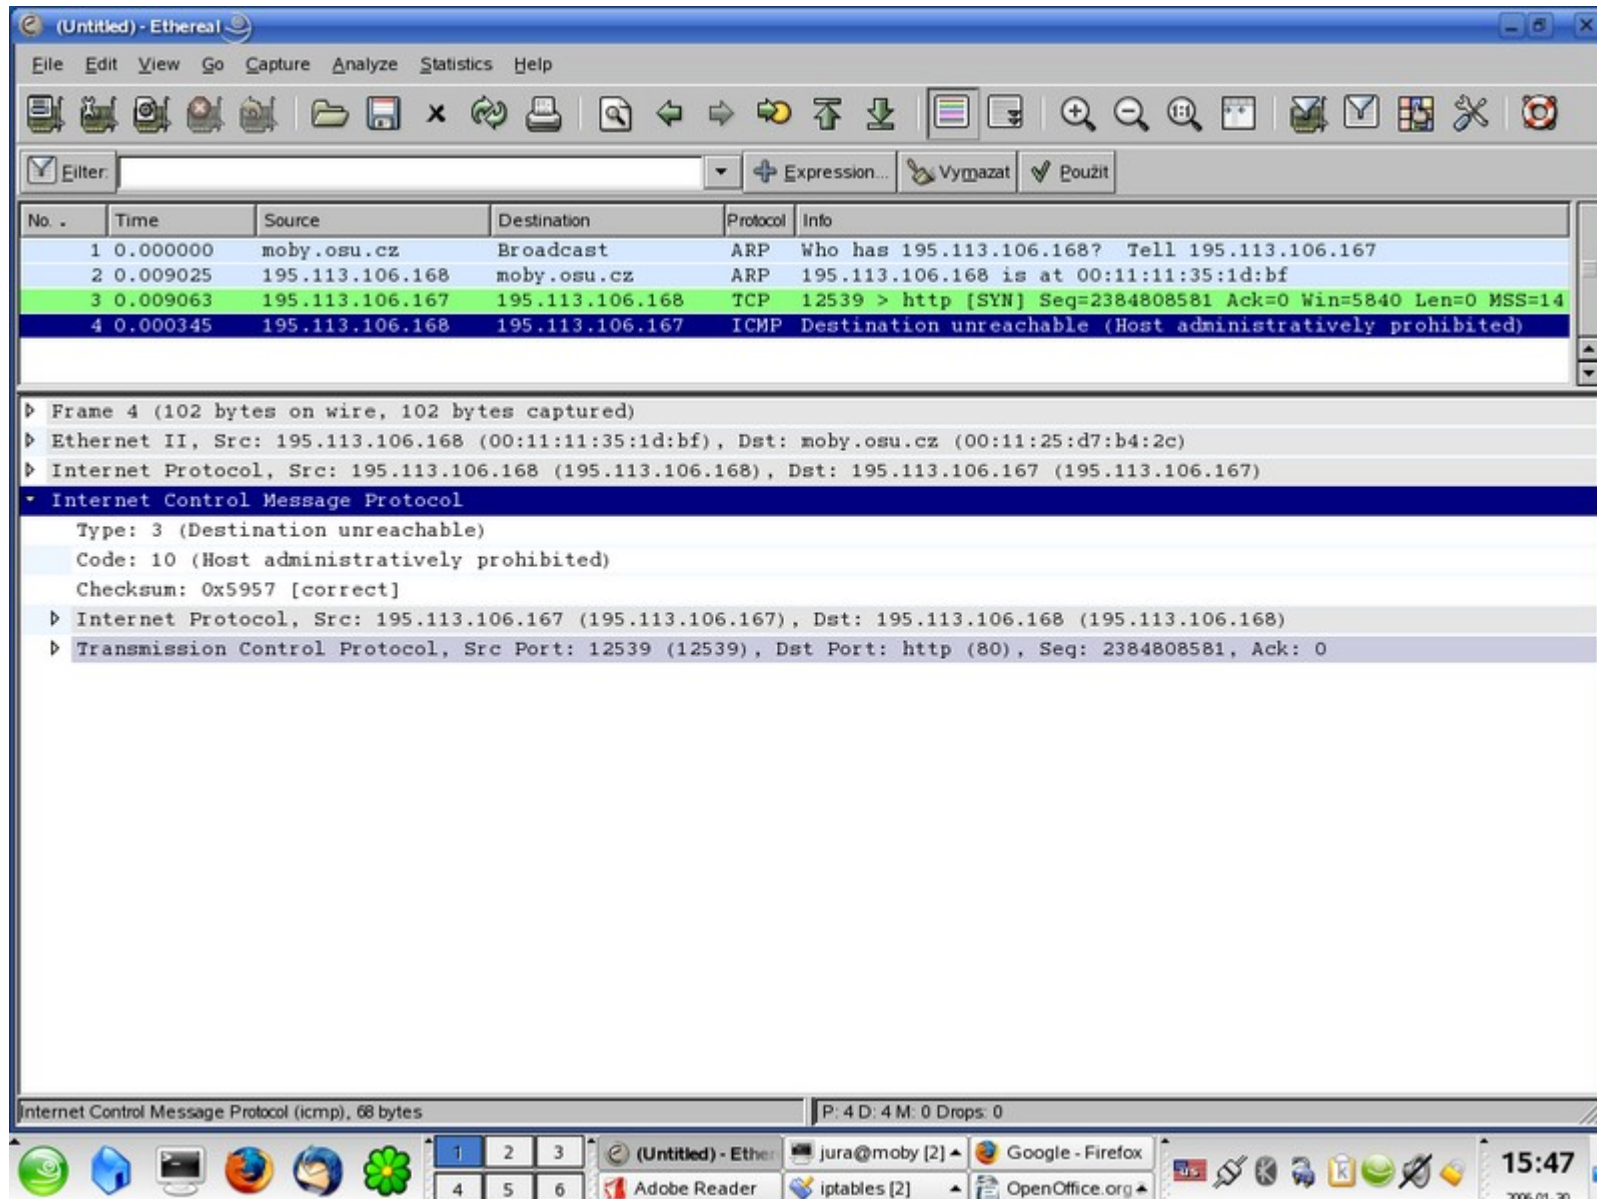 (Untitled) - Ethereal
File Edit View Go Capture Analyze Statistics Help
Filter: Expression... Vymazat Použít
No. . Time Source Destination Protocol Info
1 0.000000 moby.osu.cz Broadcast ARP Who has 195.113.106.168? Tell 195.113.106.167
2 0.009025 195.113.106.168 moby.osu.cz ARP 195.113.106.168 is at 00:11:11:35:1d:bf
3 0.009063 195.113.106.167 195.113.106.168 TCP 12539 > http [SYN] Seq=2384808581 Ack=0 Win=5840 Len=0 MSS=14
4 0.000345 195.113.106.168 195.113.106.167 ICMP Destination unreachable (Host administratively prohibited)
Frame 4 (102 bytes on wire, 102 bytes captured)
Ethernet II, Src: 195.113.106.168 (00:11:11:35:1d:bf), Dst: moby.osu.cz (00:11:25:d7:b4:2c)
Internet Protocol, Src: 195.113.106.168 (195.113.106.168), Dst: 195.113.106.167 (195.113.106.167)
Internet Control Message Protocol
Type: 3 (Destination unreachable)
Code: 10 (Host administratively prohibited)
Checksum: 0x5957 [correct]
Internet Protocol, Src: 195.113.106.167 (195.113.106.167), Dst: 195.113.106.168 (195.113.106.168)
Transmission Control Protocol, Src Port: 12539 (12539), Dst Port: http (80), Seq: 2384808581, Ack: 0
Internet Control Message Protocol (icmp), 68 bytes P: 4 D: 4 M: 0 Drops: 0
1 2 3 (Untitled) - Ether jura@moby [2] Google - Firefox 15:47
4 5 6 Adobe Reader iptables [2] OpenOffice.org